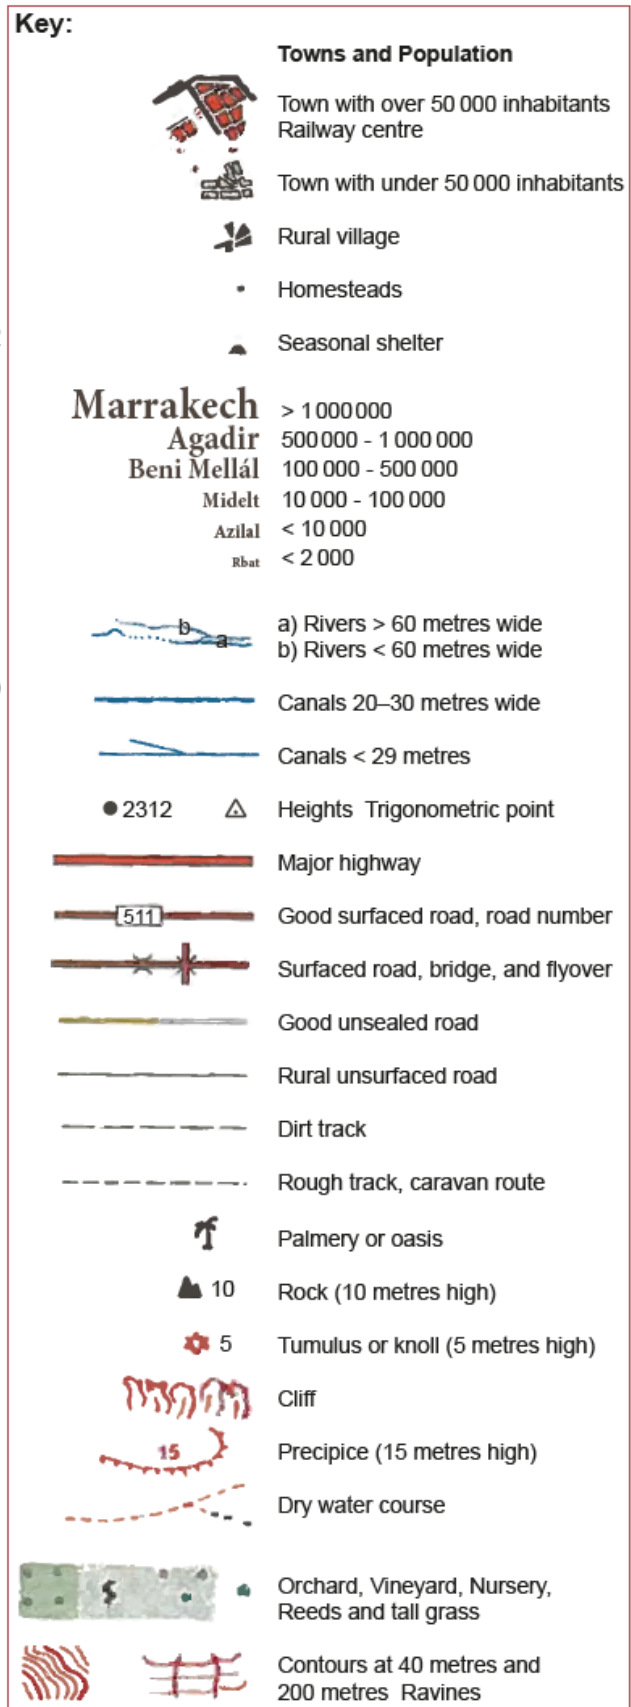 Key:
Towns and Population
Town with over 50 000 inhabitants
Railway centre
Town with under 50 000 inhabitants
Rural village
Homesteads
Seasonal shelter
Marrakech > 1 000 000
Agadir 500 000 - 1 000 000
Beni Mellál 100 000 - 500 000
Midelt 10 000 - 100 000
Azilal < 10 000
Rbat < 2 000
b
a
a) Rivers > 60 metres wide
b) Rivers < 60 metres wide
Canals 20–30 metres wide
Canals < 29 metres
2312 Heights Trigonometric point
Major highway
511 Good surfaced road, road number
Surfaced road, bridge, and flyover
Good unsealed road
Rural unsurfaced road
Dirt track
Rough track, caravan route
Palmery or oasis
10 Rock (10 metres high)
5 Tumulus or knoll (5 metres high)
Cliff
15 Precipice (15 metres high)
Dry water course
Orchard, Vineyard, Nursery,
Reeds and tall grass
Contours at 40 metres and
200 metres Ravines